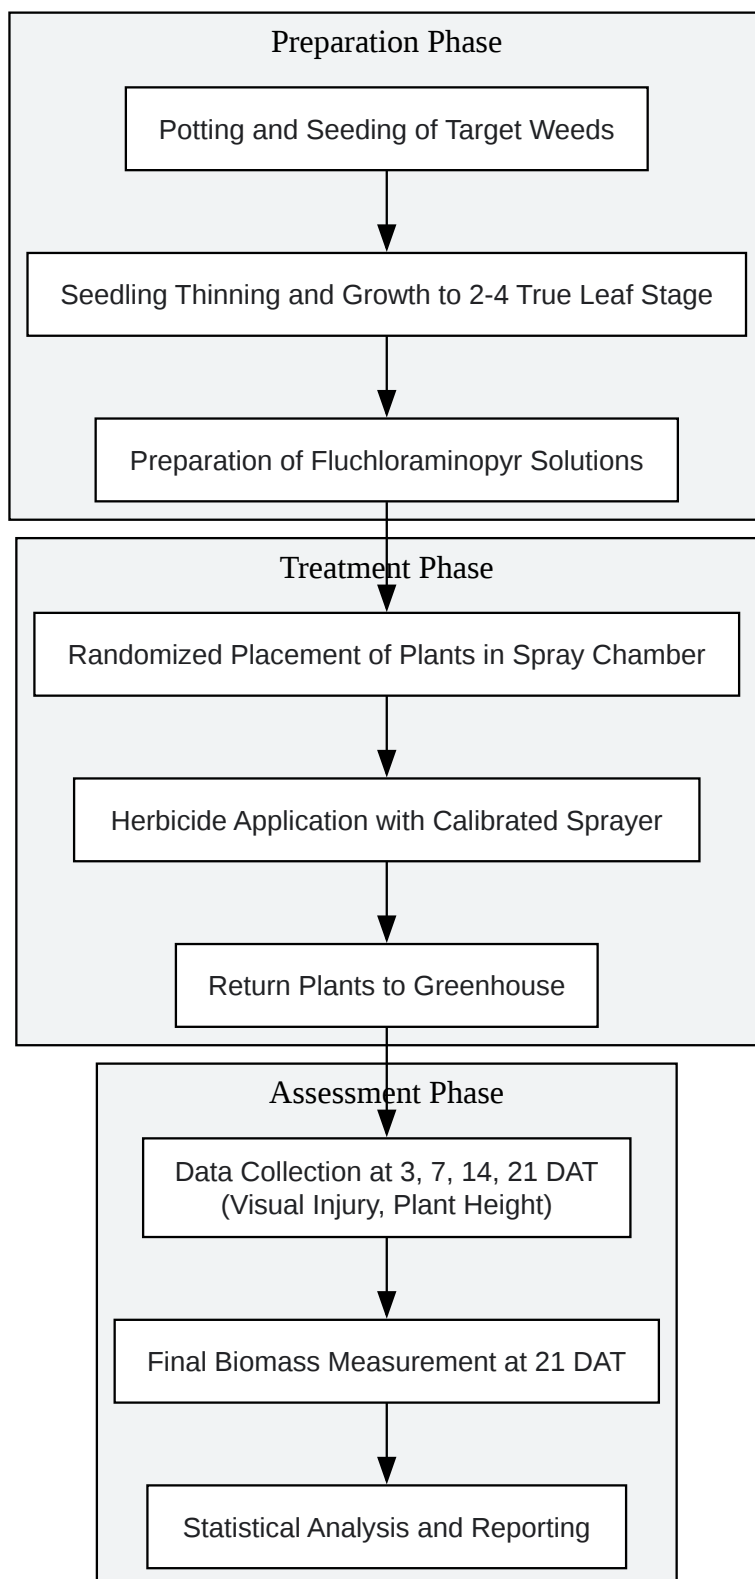 Preparation Phase
Potting and Seeding of Target Weeds
Seedling Thinning and Growth to 2-4 True Leaf Stage
Preparation of Fluchloraminopyr Solutions
Treatment Phase
Randomized Placement of Plants in Spray Chamber
Herbicide Application with Calibrated Sprayer
Return Plants to Greenhouse
Assessment Phase
Data Collection at 3, 7, 14, 21 DAT
(Visual Injury, Plant Height)
Final Biomass Measurement at 21 DAT
Statistical Analysis and Reporting